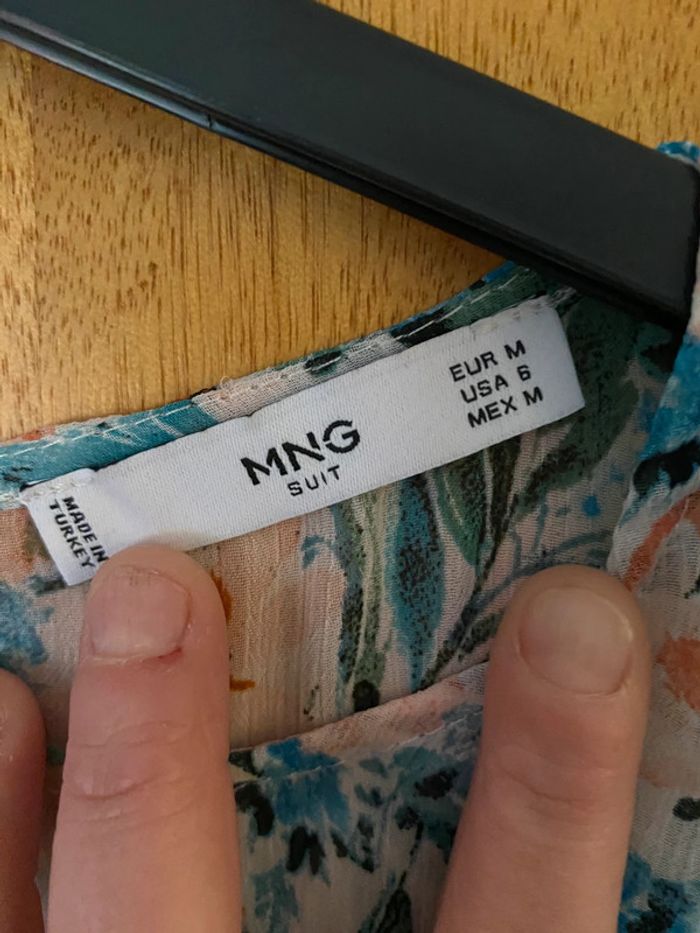 MNG
SUIT
EUR M
USA 6
MEX M
MADE IN
TURKEY